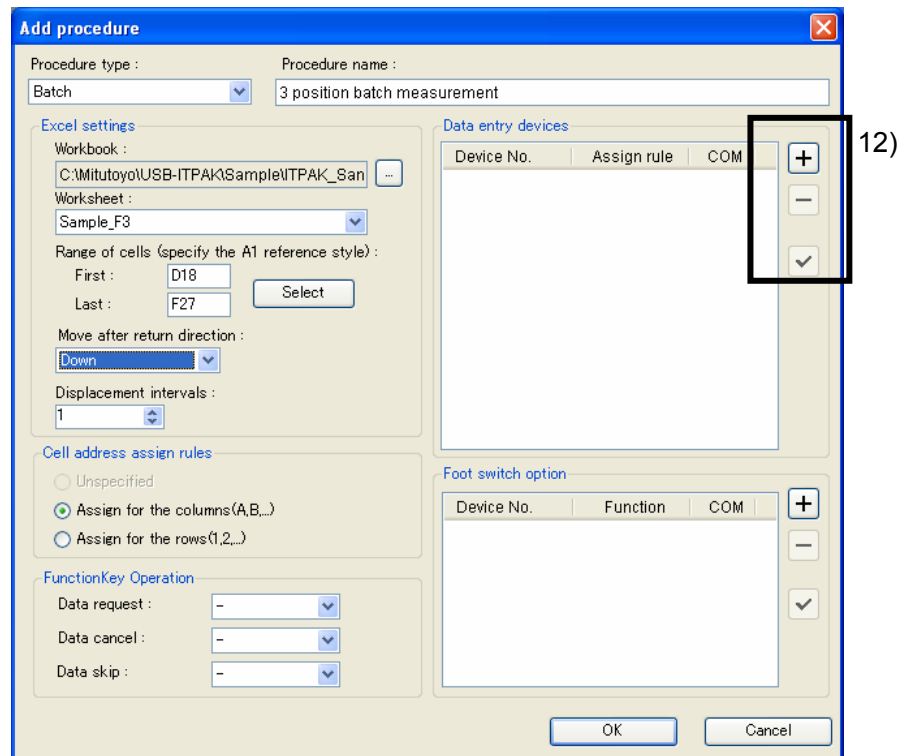 Add procedure
Procedure type :
Procedure name :
Batch
3 position batch measurement
Excel settings
Workbook :
C:\Mitutoyo\USB-ITPAK\Sample\ITPAK_San
...
Worksheet :
Sample_F3
Range of cells (specify the A1 reference style) :
First :
D18
Last :
F27
Select
Move after return direction :
Down
Displacement intervals :
1
Cell address assign rules
Unspecified
Assign for the columns(A,B,...)
Assign for the rows(1,2,...)
FunctionKey Operation
Data request :
-
Data cancel :
-
Data skip :
-
Data entry devices
Device No.
Assign rule
COM
12)
Foot switch option
Device No.
Function
COM
OK
Cancel